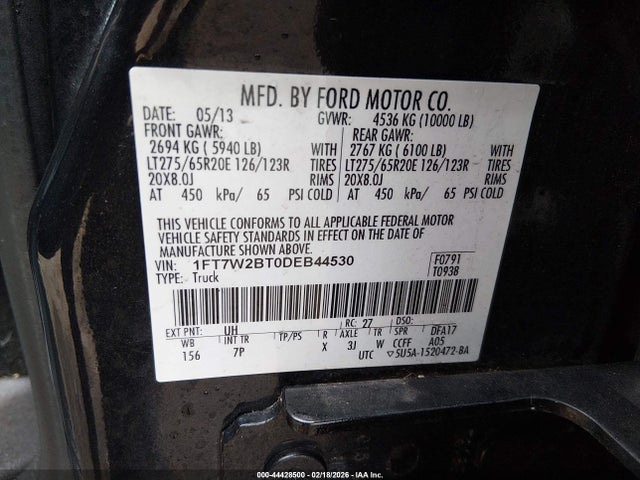 MFD. BY FORD MOTOR CO.
DATE: 05/13 GVWR: 4536 KG (10000 LB)
FRONT GAWR: REAR GAWR:
2694 KG ( 5940 LB) WITH 2767 KG ( 6100 LB) WITH
LT275/65R20E 126/123R TIRES LT275/65R20E 126/123R TIRES
20X8.0J RIMS 20X8.0J RIMS
AT 450 kPa/ 65 PSI COLD AT 450 kPa/ 65 PSI COLD
THIS VEHICLE CONFORMS TO ALL APPLICABLE FEDERAL MOTOR
VEHICLE SAFETY STANDARDS IN EFFECT ON THE DATE OF
MANUFACTURE SHOWN ABOVE.
VIN: 1FT7W2BT0DEB44530 F0791
TYPE: Truck T0938
EXT PNT: UH RC: 27 DSO:
WB INT TR TP/PS R AXLE TR SPR DFA17
156 7P X 3J W CCFF A05
UTC ▽5U5A-1520472-BA
000-44428500 - 02/18/2026 - © IAA Inc.